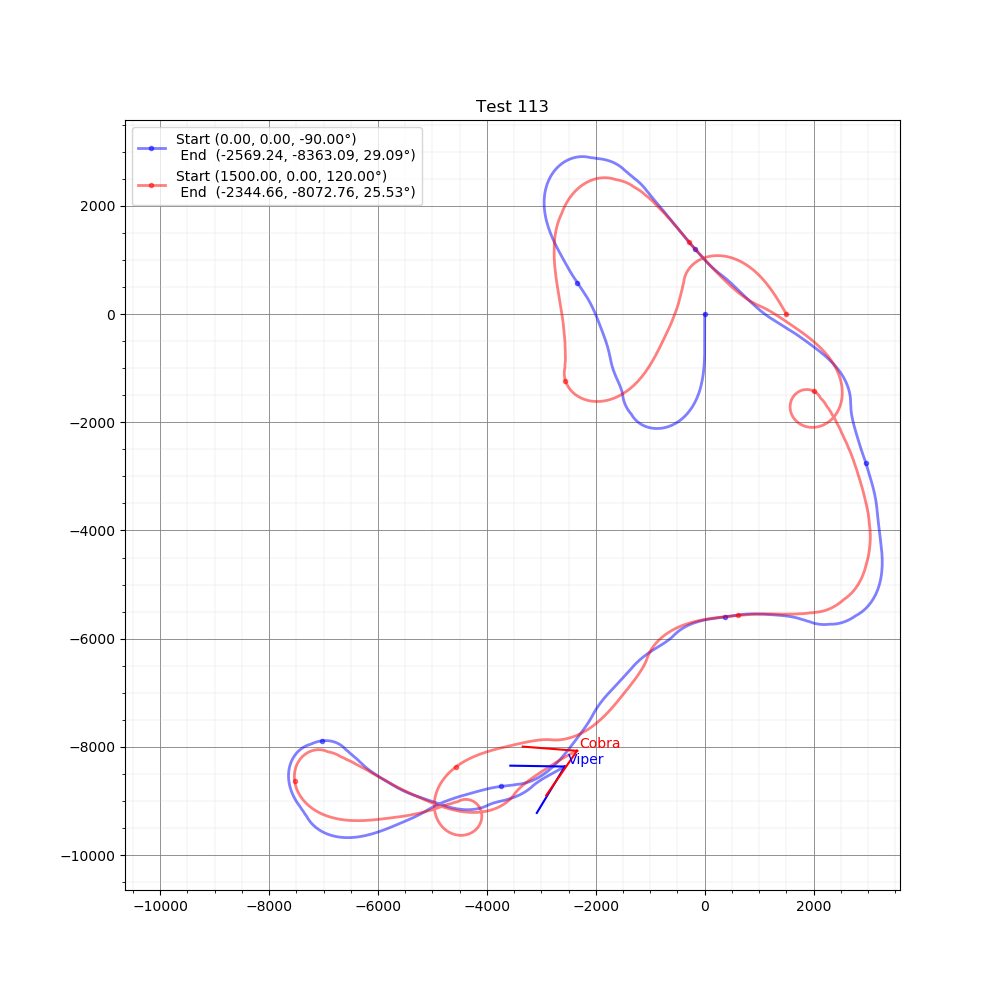 Test 113
Start (0.00, 0.00, -90.00°)
End (-2569.24, -8363.09, 29.09°)
Start (1500.00, 0.00, 120.00°)
End (-2344.66, -8072.76, 25.53°)
2000
0
−2000
−4000
−6000
−8000
−10000
Cobra
Viper
−10000 −8000 −6000 −4000 −2000 0 2000